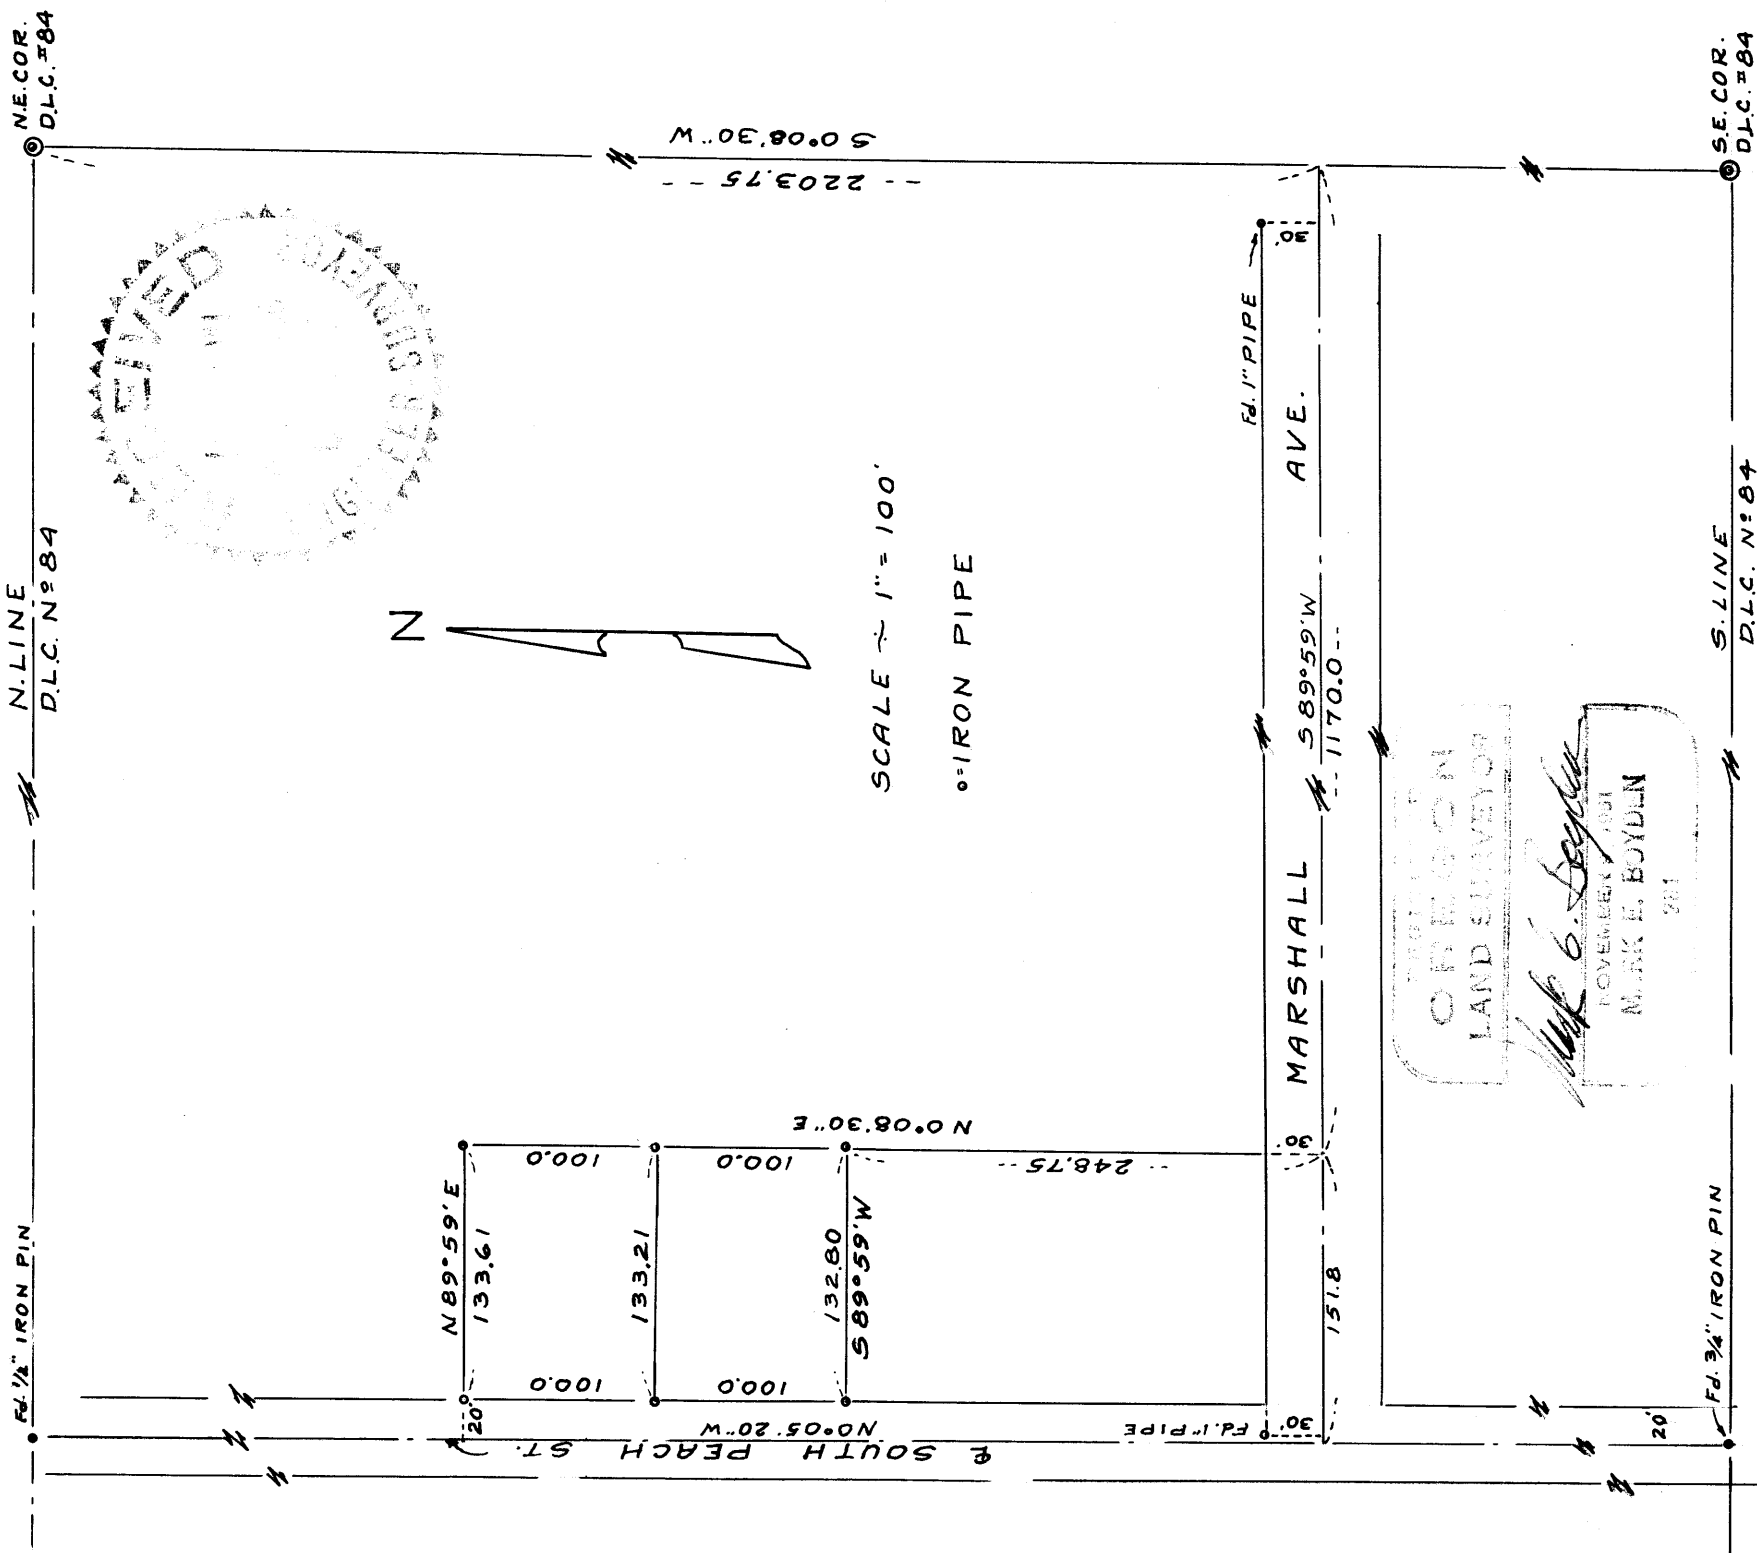 N.E. COR.
D.L.C. #84
N. LINE
D.L.C. Nº 84
Fd. 1/2" IRON PIN
S 0°08'30" W
-- 2203.75 --
N
SCALE ~ 1" = 100'
o=IRON PIPE
N 89°59' E
133.61
100.0
100.0
133.21
100.0
100.0
132.80
S 89°59' W
N 0°08'30" E
-- 248.75 --
20'
N 0°05'20" W
℄ SOUTH PEACH ST.
Fd. 1" PIPE
30'
30'
Fd. 1" PIPE
30'
MARSHALL AVE.
S 89°59' W
-- 1170.0 --
151.8
OREGON
LAND SURVEYOR
Mark E. Boyden
NOVEMBER
MARK E. BOYDEN
SURVEYOR
20'
Fd. 3/4" IRON PIN
S. LINE
D.L.C. Nº 84
S.E. COR.
D.L.C. #84